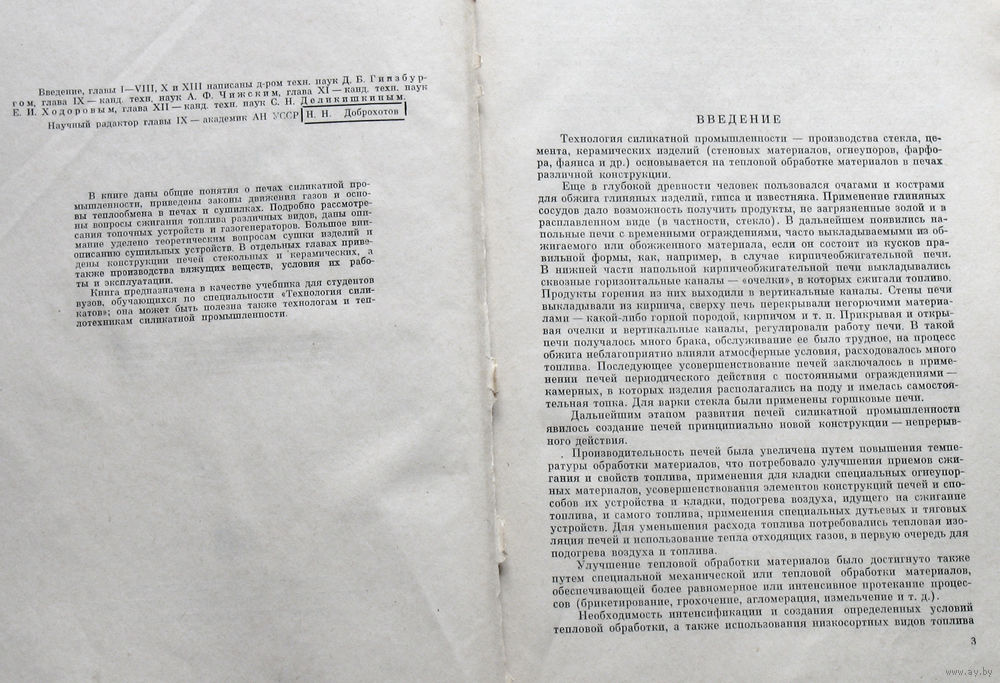 Введение, главы I—VIII, X и XIII написаны д-ром техн. наук Д. Б. Гинзбур-
гом, глава IX — канд. техн. наук А. Ф. Чижским, глава XI — канд. техн. наук
Е. И. Ходоровым, глава XII — канд. техн. наук С. Н. Деликишкиным.
Научный радактор главы IX — академик АН УССР Н. Н. Доброхотов
В книге даны общие понятия о печах силикатной про-
мышленности, приведены законы движения газов и осно-
вы теплообмена в печах и сушилках. Подробно рассмотре-
ны вопросы сжигания топлива различных видов, даны опи-
сания топочных устройств и газогенераторов. Большое вни-
мание уделено теоретическим вопросам сушки изделий и
описанию сушильных устройств. В отдельных главах приве-
дены конструкции печей стекольных и керамических, а
также производства вяжущих веществ, условия их рабо-
ты и эксплуатации.
Книга предназначена в качестве учебника для студентов
вузов, обучающихся по специальности «Технология сили-
катов»; она может быть полезна также технологам и теп-
лотехникам силикатной промышленности.
ВВЕДЕНИЕ
Технология силикатной промышленности — производства стекла, це-
мента, керамических изделий (стеновых материалов, огнеупоров, фарфо-
ра, фаянса и др.) основывается на тепловой обработке материалов в печах
различной конструкции.
Еще в глубокой древности человек пользовался очагами и кострами
для обжига глиняных изделий, гипса и известняка. Применение глиняных
сосудов дало возможность получить продукты, не загрязненные золой и в
расплавленном виде (в частности, стекло). В дальнейшем появились на-
польные печи с временными ограждениями, часто выкладываемыми из об-
жигаемого или обожженного материала, если он состоит из кусков пра-
вильной формы, как, например, в случае кирпичеобжигательной печи.
В нижней части напольной кирпичеобжигательной печи выкладывались
сквозные горизонтальные каналы — «очелки», в которых сжигали топливо.
Продукты горения из них выходили в вертикальные каналы. Стены печи
выкладывали из кирпича, сверху печь перекрывали негорючими материа-
лами — какой-либо горной породой, кирпичом и т. п. Прикрывая и откры-
вая очелки и вертикальные каналы, регулировали работу печи. В такой
печи получалось много брака, обслуживание ее было трудное, на процесс
обжига неблагоприятно влияли атмосферные условия, расходовалось много
топлива. Последующее усовершенствование печей заключалось в приме-
нении печей периодического действия с постоянными ограждениями —
камерных, в которых изделия располагались на поду и имелась самостоя-
тельная топка. Для варки стекла были применены горшковые печи.
Дальнейшим этапом развития печей силикатной промышленности
явилось создание печей принципиально новой конструкции — непрерыв-
ного действия.
Производительность печей была увеличена путем повышения темпе-
ратуры обработки материалов, что потребовало улучшения приемов сжи-
гания и свойств топлива, применения для кладки специальных огнеупор-
ных материалов, усовершенствования элементов конструкций печей и спо-
собов их устройства и кладки, подогрева воздуха, идущего на сжигание
топлива, и самого топлива, применения специальных дутьевых и тяговых
устройств. Для уменьшения расхода топлива потребовались тепловая изо-
ляция печей и использование тепла отходящих газов, в первую очередь для
подогрева воздуха и топлива.
Улучшение тепловой обработки материалов было достигнуто также
путем специальной механической или тепловой обработки материалов,
обеспечивающей более равномерное или интенсивное протекание процес-
сов (брикетирование, грохочение, агломерация, измельчение и т. д.).
Необходимость интенсификации и создания определенных условий
тепловой обработки, а также использования низкосортных видов топлива
3
www.ay.by